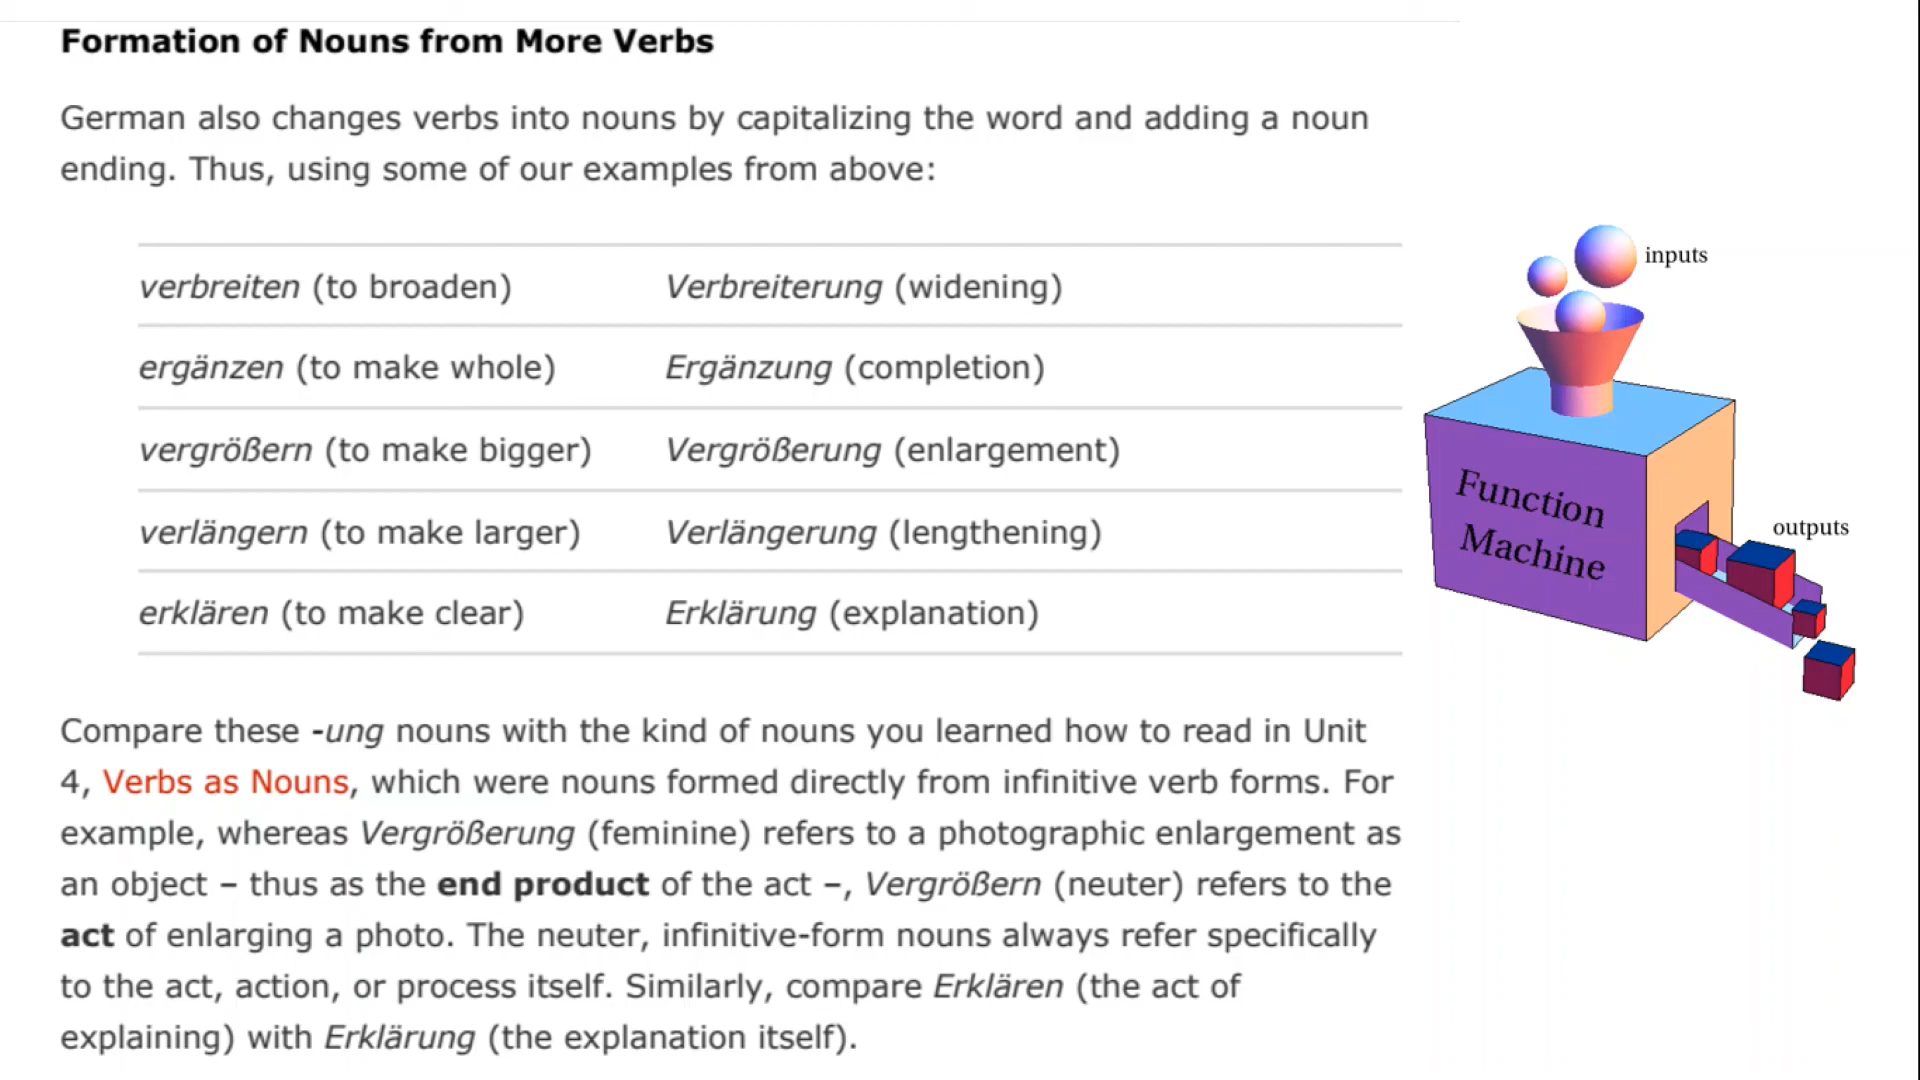 Formation of Nouns from More Verbs
German also changes verbs into nouns by capitalizing the word and adding a noun
ending. Thus, using some of our examples from above:
verbreiten (to broaden) Verbreiterung (widening)
ergänzen (to make whole) Ergänzung (completion)
vergrößern (to make bigger) Vergrößerung (enlargement)
verlängern (to make larger) Verlängerung (lengthening)
erklären (to make clear) Erklärung (explanation)
Compare these -ung nouns with the kind of nouns you learned how to read in Unit
4, Verbs as Nouns, which were nouns formed directly from infinitive verb forms. For
example, whereas Vergrößerung (feminine) refers to a photographic enlargement as
an object – thus as the end product of the act –, Vergrößern (neuter) refers to the
act of enlarging a photo. The neuter, infinitive-form nouns always refer specifically
to the act, action, or process itself. Similarly, compare Erklären (the act of
explaining) with Erklärung (the explanation itself).
inputs
Function
Machine
outputs